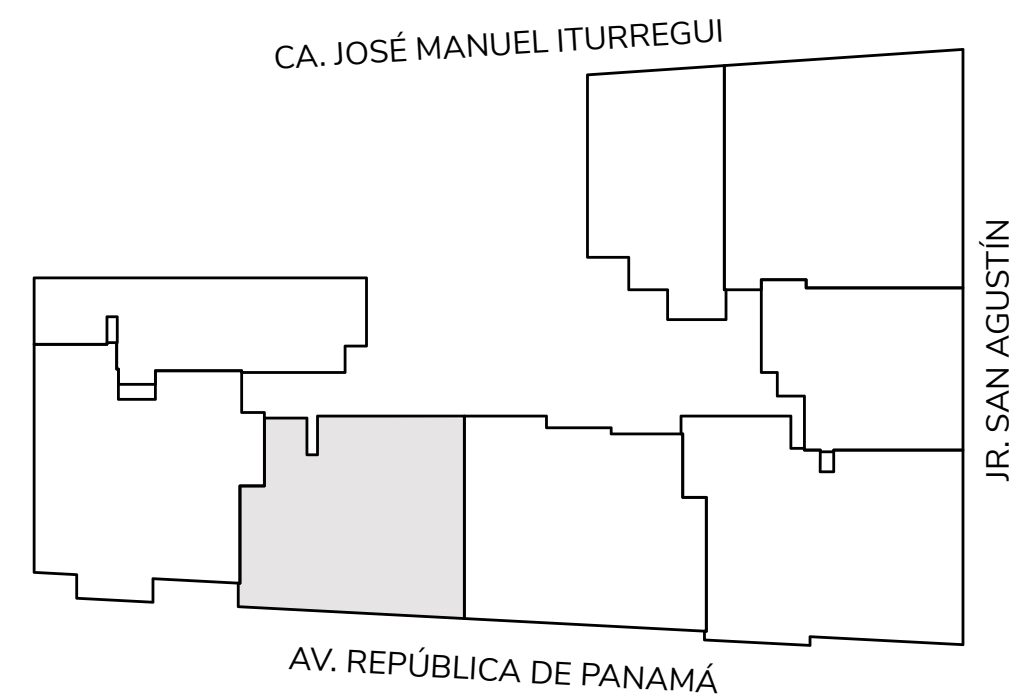 CA. JOSÉ MANUEL ITURREGUI
JR. SAN AGUSTÍN
AV. REPÚBLICA DE PANAMÁ